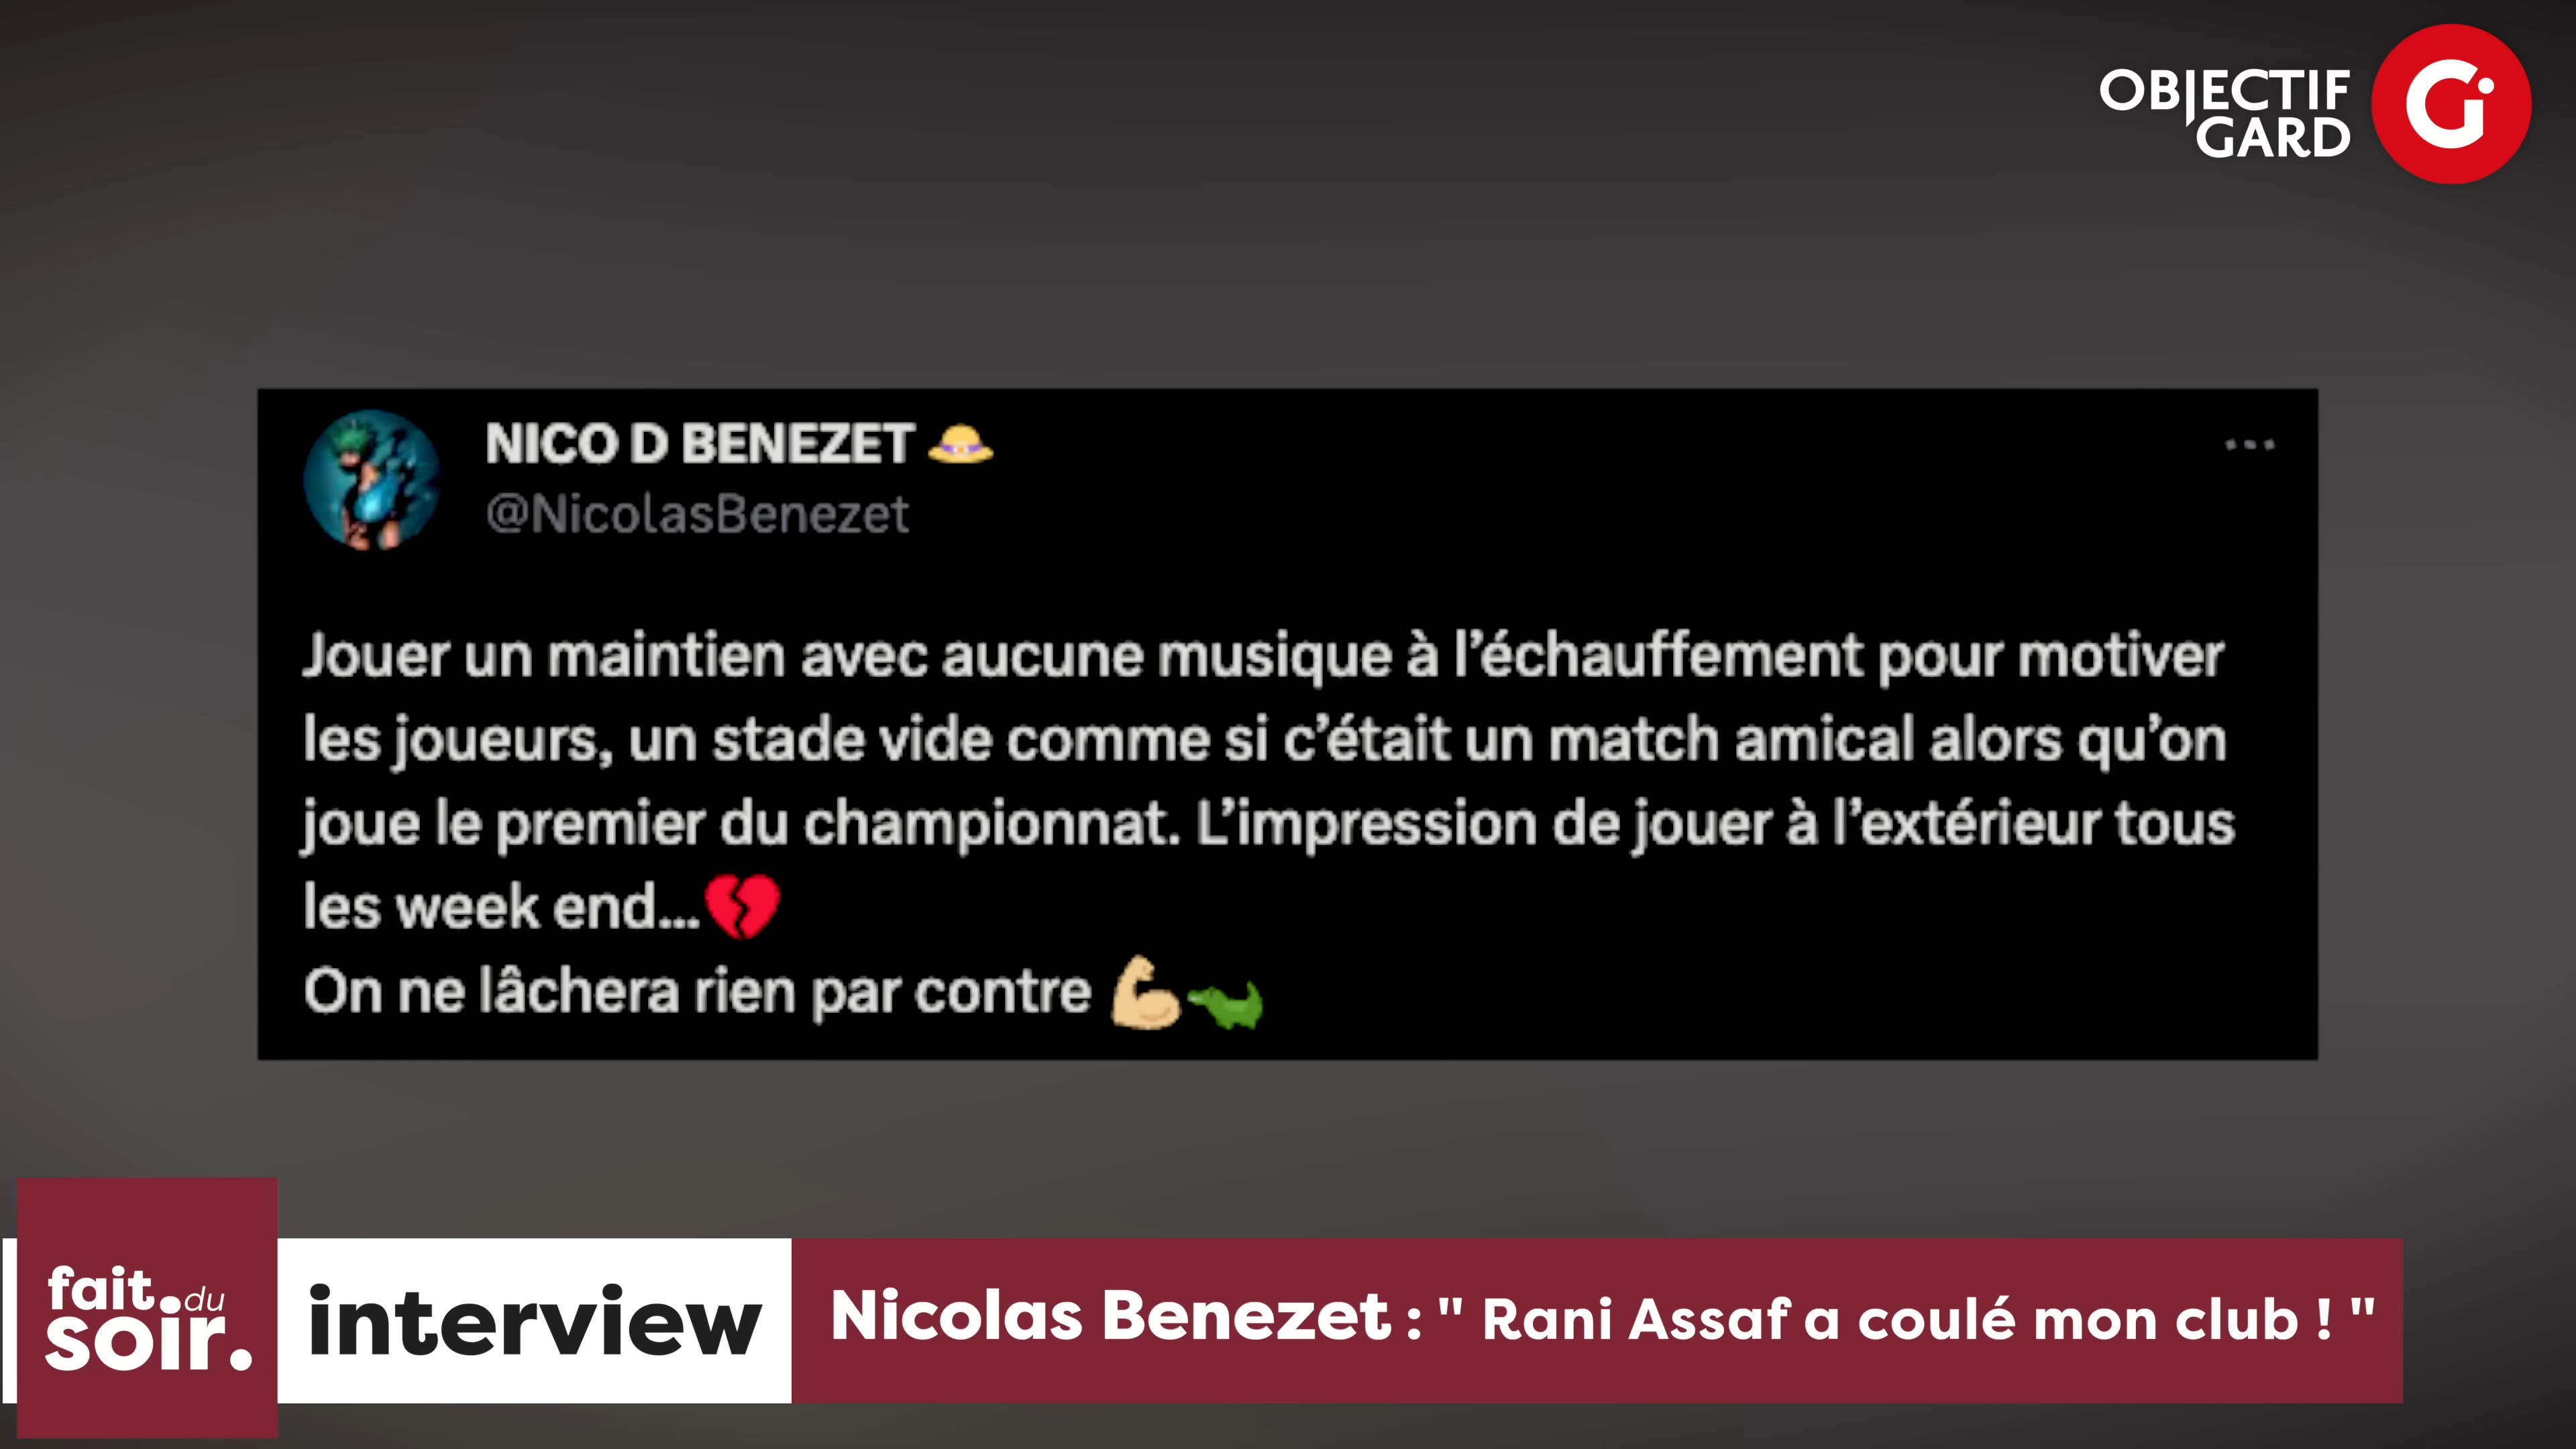 OBJECTIF
GARD
G
NICO D BENEZET 👒
@NicolasBenezet
...
Jouer un maintien avec aucune musique à l’échauffement pour motiver
les joueurs, un stade vide comme si c’était un match amical alors qu’on
joue le premier du championnat. L’impression de jouer à l’extérieur tous
les week end...💔
On ne lâchera rien par contre 💪🏼🐊
fait du
soir.
interview
Nicolas Benezet : " Rani Assaf a coulé mon club ! "